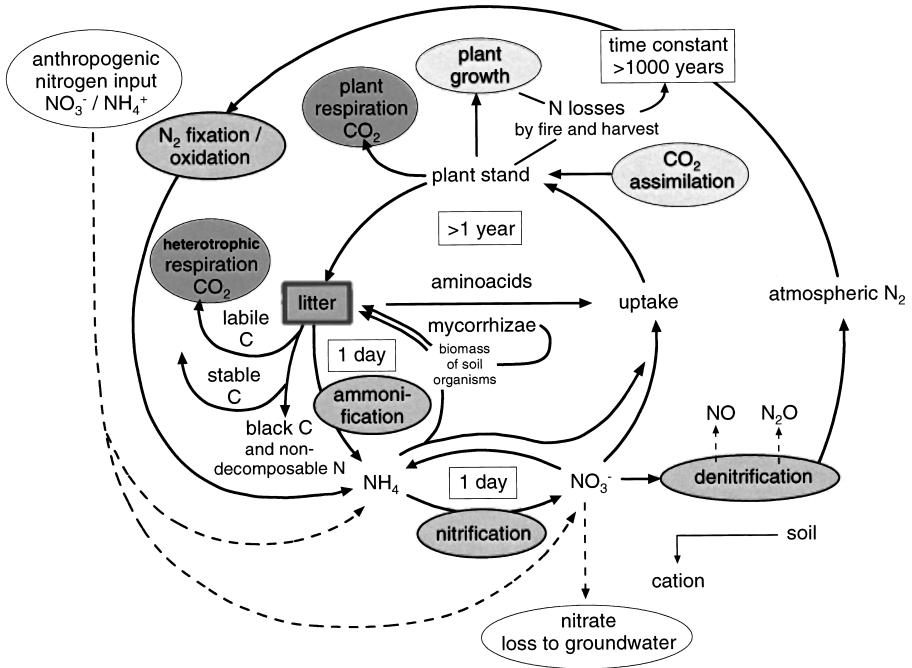 anthropogenic
nitrogen input
NO₃⁻ / NH₄⁺
plant
growth
time constant
>1000 years
plant
respiration
CO₂
N losses
by fire and harvest
N₂ fixation /
oxidation
CO₂
assimilation
plant stand
>1 year
heterotrophic
respiration
CO₂
litter
aminoacids
uptake
atmospheric N₂
labile
C
mycorrhizae
biomass
of soil
organisms
1 day
stable
C
ammoni-
fication
black C
and non-
decomposable N
NO
N₂O
NH₄
1 day
NO₃⁻
denitrification
nitrification
soil
cation
nitrate
loss to groundwater